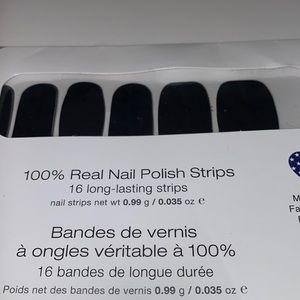 100% Real Nail Polish Strips
16 long-lasting strips
nail strips net wt 0.99 g / 0.035 oz ℮
Bandes de vernis
à ongles véritable à 100%
16 bandes de longue durée
Poids net des bandes de vernis 0.99 g / 0.035 oz ℮